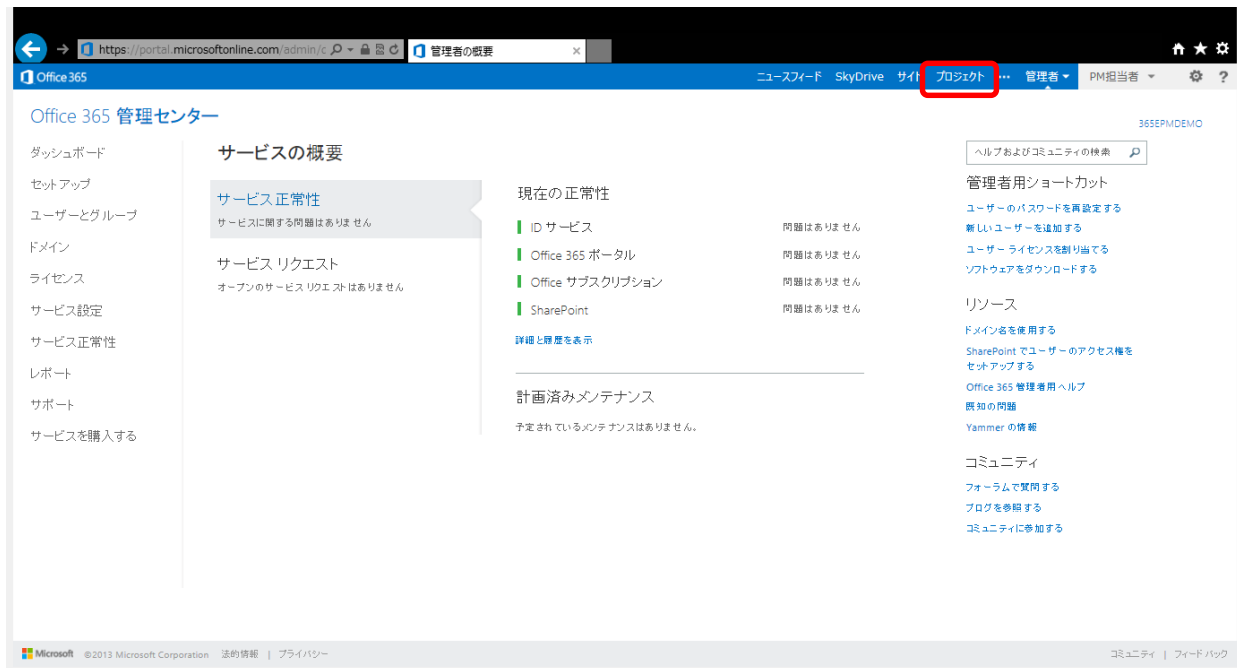 https://portal.microsoftonline.com/admin/c
管理者の概要
Office 365
ニュースフィード SkyDrive サイト プロジェクト ... 管理者 PM担当者 ?
Office 365 管理センター
365EPMDEMO
ダッシュボード
セットアップ
ユーザーとグループ
ドメイン
ライセンス
サービス設定
サービス正常性
レポート
サポート
サービスを購入する
サービスの概要
サービス正常性
サービスに関する問題はありません
サービスリクエスト
オープンのサービスリクエストはありません
現在の正常性
ID サービス 問題はありません
Office 365 ポータル 問題はありません
Office サブスクリプション 問題はありません
SharePoint 問題はありません
詳細と履歴を表示
計画済みメンテナンス
予定されているメンテナンスはありません。
ヘルプおよびコミュニティの検索
管理者用ショートカット
ユーザーのパスワードを再設定する
新しいユーザーを追加する
ユーザー ライセンスを割り当てる
ソフトウェアをダウンロードする
リソース
ドメイン名を使用する
SharePoint でユーザーのアクセス権を
セットアップする
Office 365 管理者用ヘルプ
既知の問題
Yammer の情報
コミュニティ
フォーラムで質問する
ブログを参照する
コミュニティに参加する
Microsoft ©2013 Microsoft Corporation 法的情報 | プライバシー
コミュニティ | フィードバック